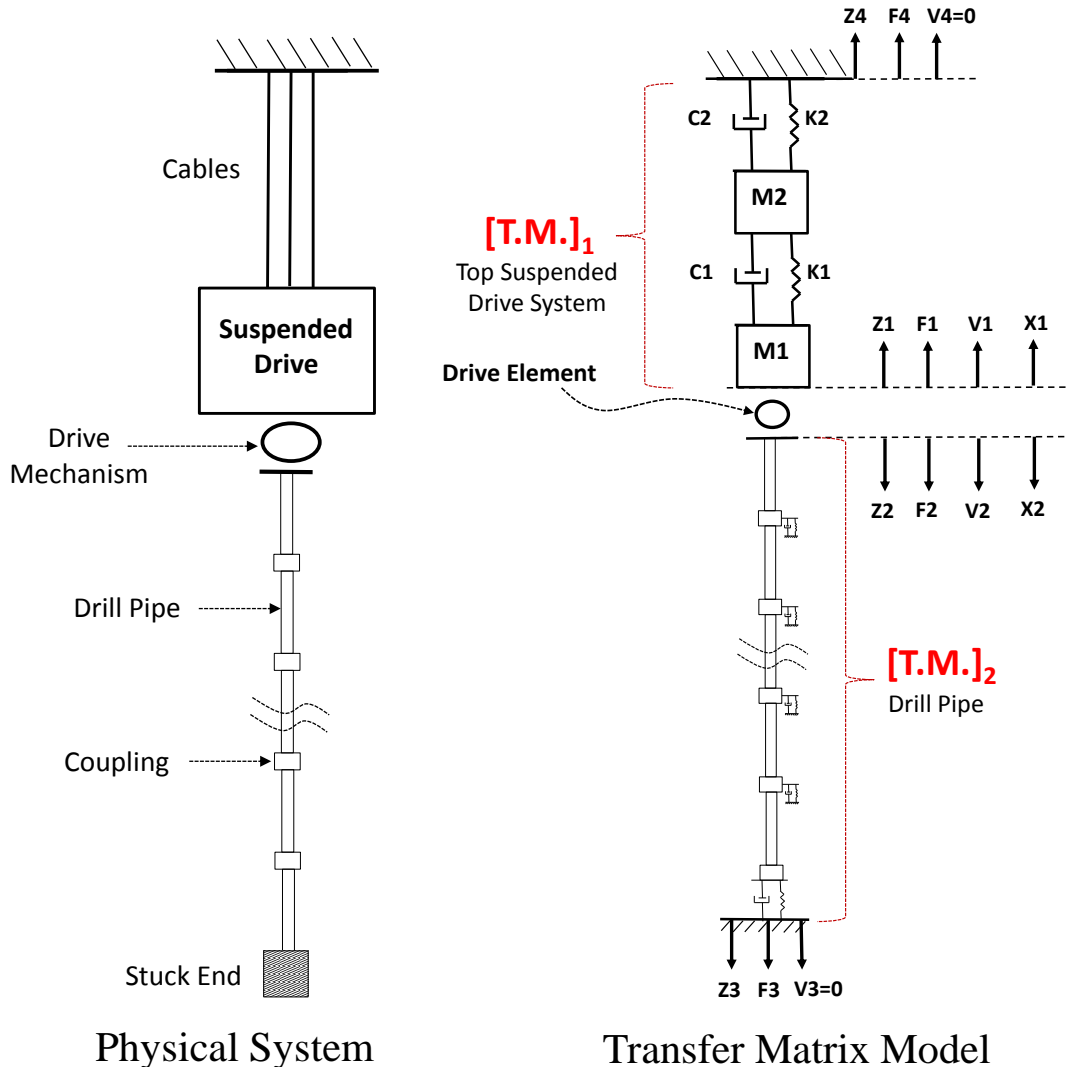 Cables
Suspended
Drive
Drive
Mechanism
Drill Pipe
Coupling
Stuck End
Physical System
Z4 F4 V4=0
C2 K2
M2
[T.M.]1
Top Suspended
Drive System
C1 K1
M1
Z1 F1 V1 X1
Drive Element
Z2 F2 V2 X2
[T.M.]2
Drill Pipe
Z3 F3 V3=0
Transfer Matrix Model